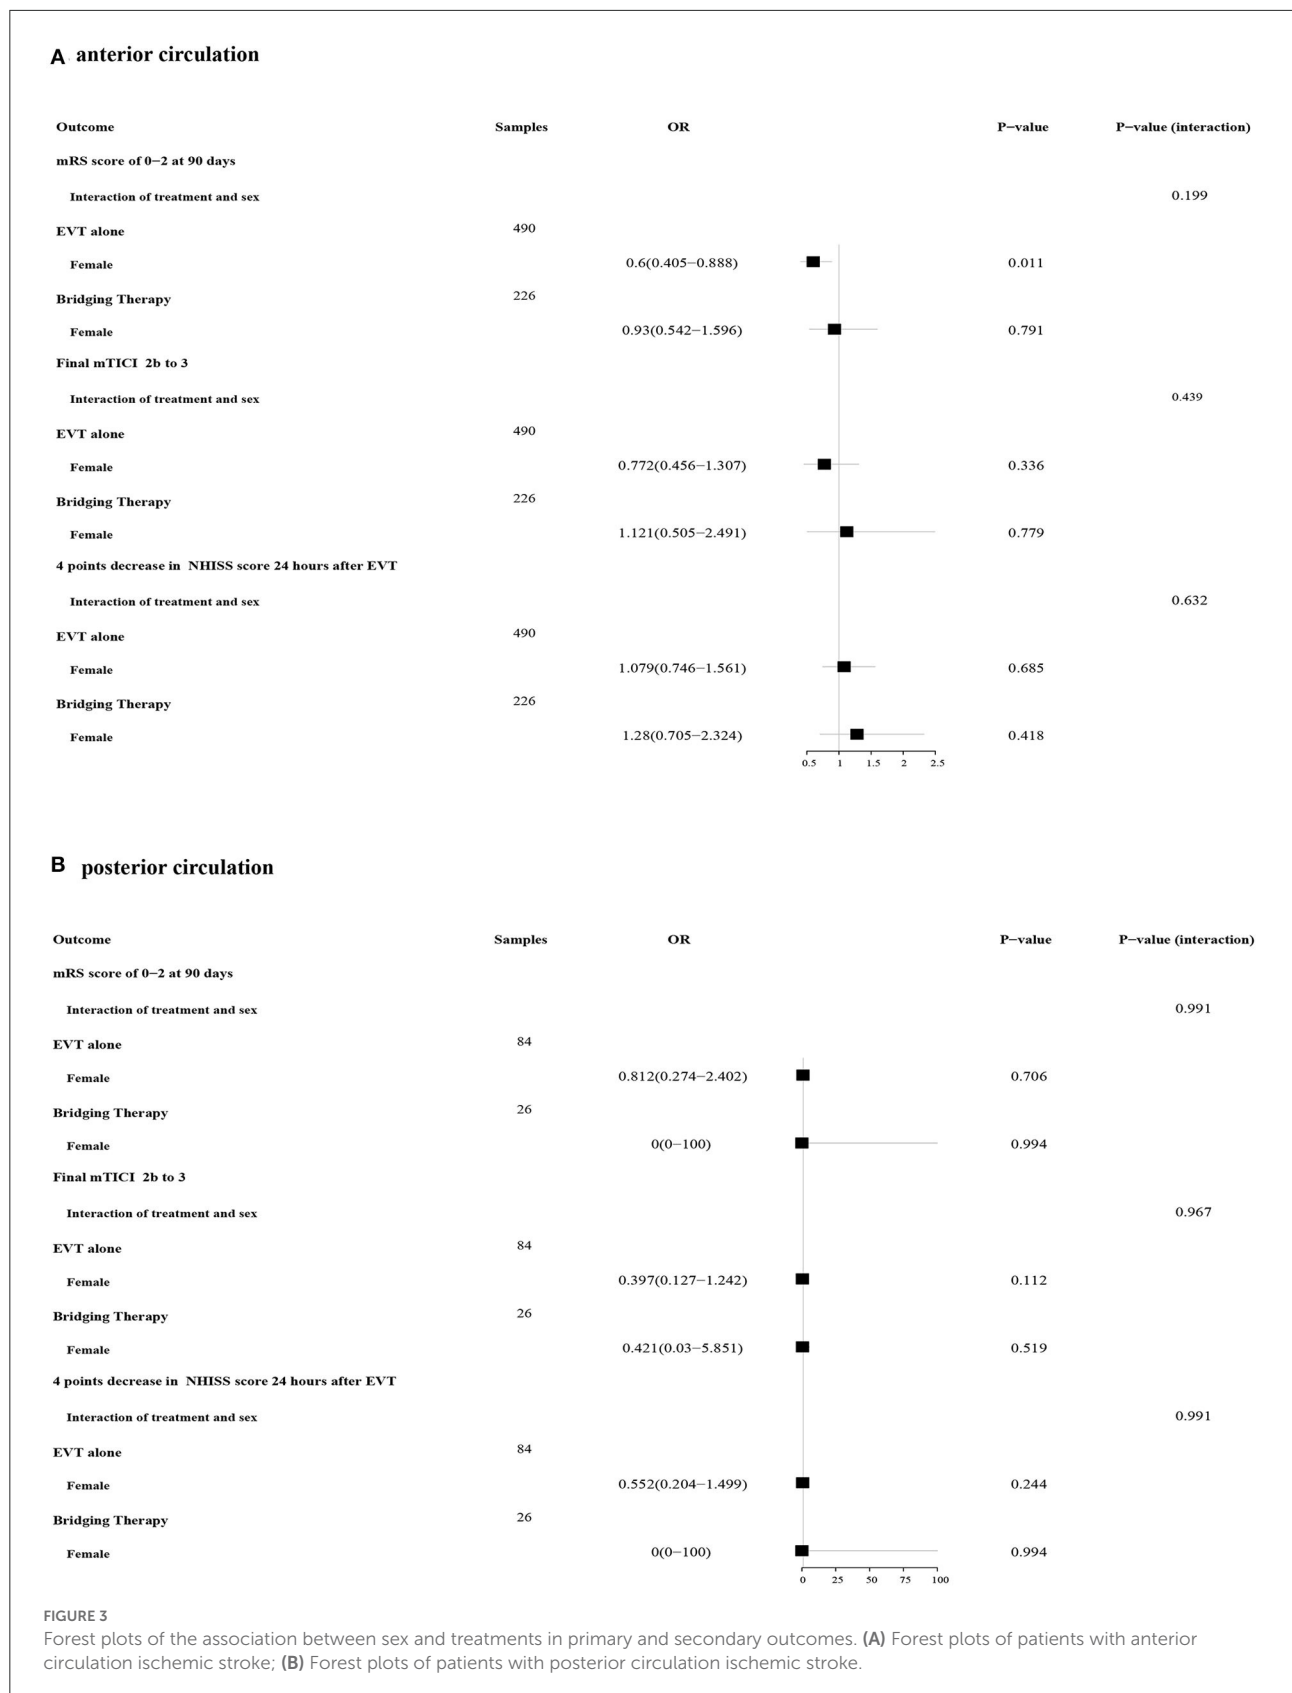 A anterior circulation
Outcome Samples OR P−value P−value (interaction)
mRS score of 0−2 at 90 days
Interaction of treatment and sex 0.199
EVT alone 490
Female 0.6(0.405−0.888) 0.011
Bridging Therapy 226
Female 0.93(0.542−1.596) 0.791
Final mTICI 2b to 3
Interaction of treatment and sex 0.439
EVT alone 490
Female 0.772(0.456−1.307) 0.336
Bridging Therapy 226
Female 1.121(0.505−2.491) 0.779
4 points decrease in NHISS score 24 hours after EVT
Interaction of treatment and sex 0.632
EVT alone 490
Female 1.079(0.746−1.561) 0.685
Bridging Therapy 226
Female 1.28(0.705−2.324) 0.418
0.5 1 1.5 2 2.5
B posterior circulation
Outcome Samples OR P−value P−value (interaction)
mRS score of 0−2 at 90 days
Interaction of treatment and sex 0.991
EVT alone 84
Female 0.812(0.274−2.402) 0.706
Bridging Therapy 26
Female 0(0−100) 0.994
Final mTICI 2b to 3
Interaction of treatment and sex 0.967
EVT alone 84
Female 0.397(0.127−1.242) 0.112
Bridging Therapy 26
Female 0.421(0.03−5.851) 0.519
4 points decrease in NHISS score 24 hours after EVT
Interaction of treatment and sex 0.991
EVT alone 84
Female 0.552(0.204−1.499) 0.244
Bridging Therapy 26
Female 0(0−100) 0.994
0 25 50 75 100
FIGURE 3
Forest plots of the association between sex and treatments in primary and secondary outcomes. (A) Forest plots of patients with anterior
circulation ischemic stroke; (B) Forest plots of patients with posterior circulation ischemic stroke.